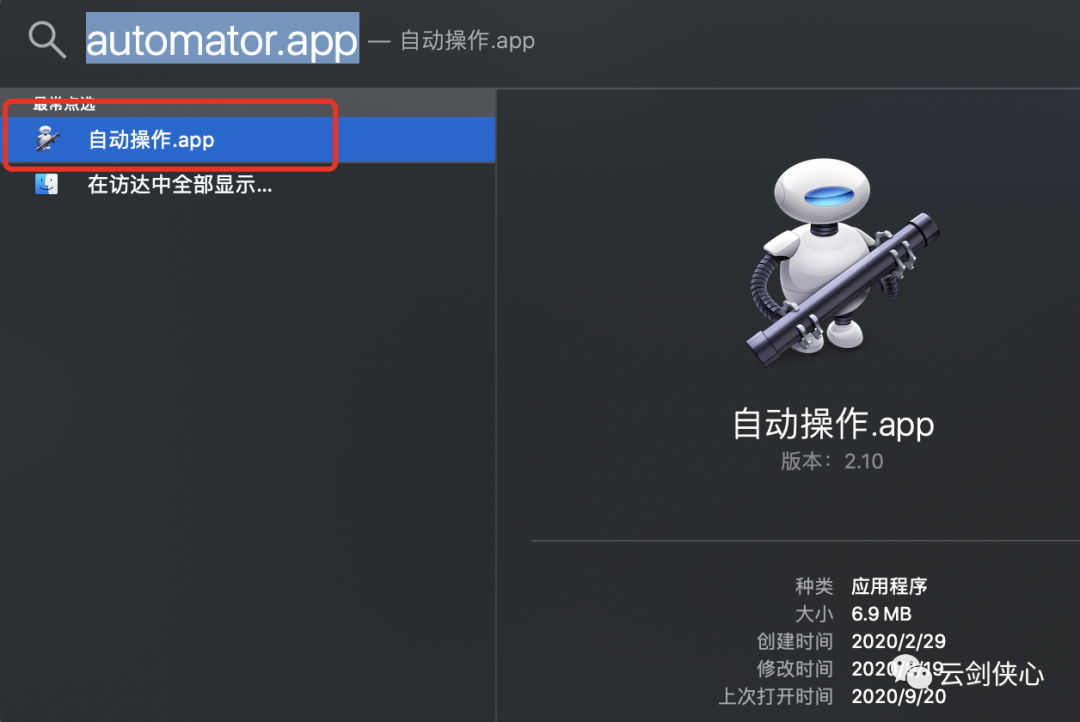 automator.app — 自动操作.app
最常点选
自动操作.app
在访达中全部显示...
自动操作.app
版本：2.10
种类 应用程序
大小 6.9 MB
创建时间 2020/2/29
修改时间
上次打开时间 2020/9/20
云剑侠心